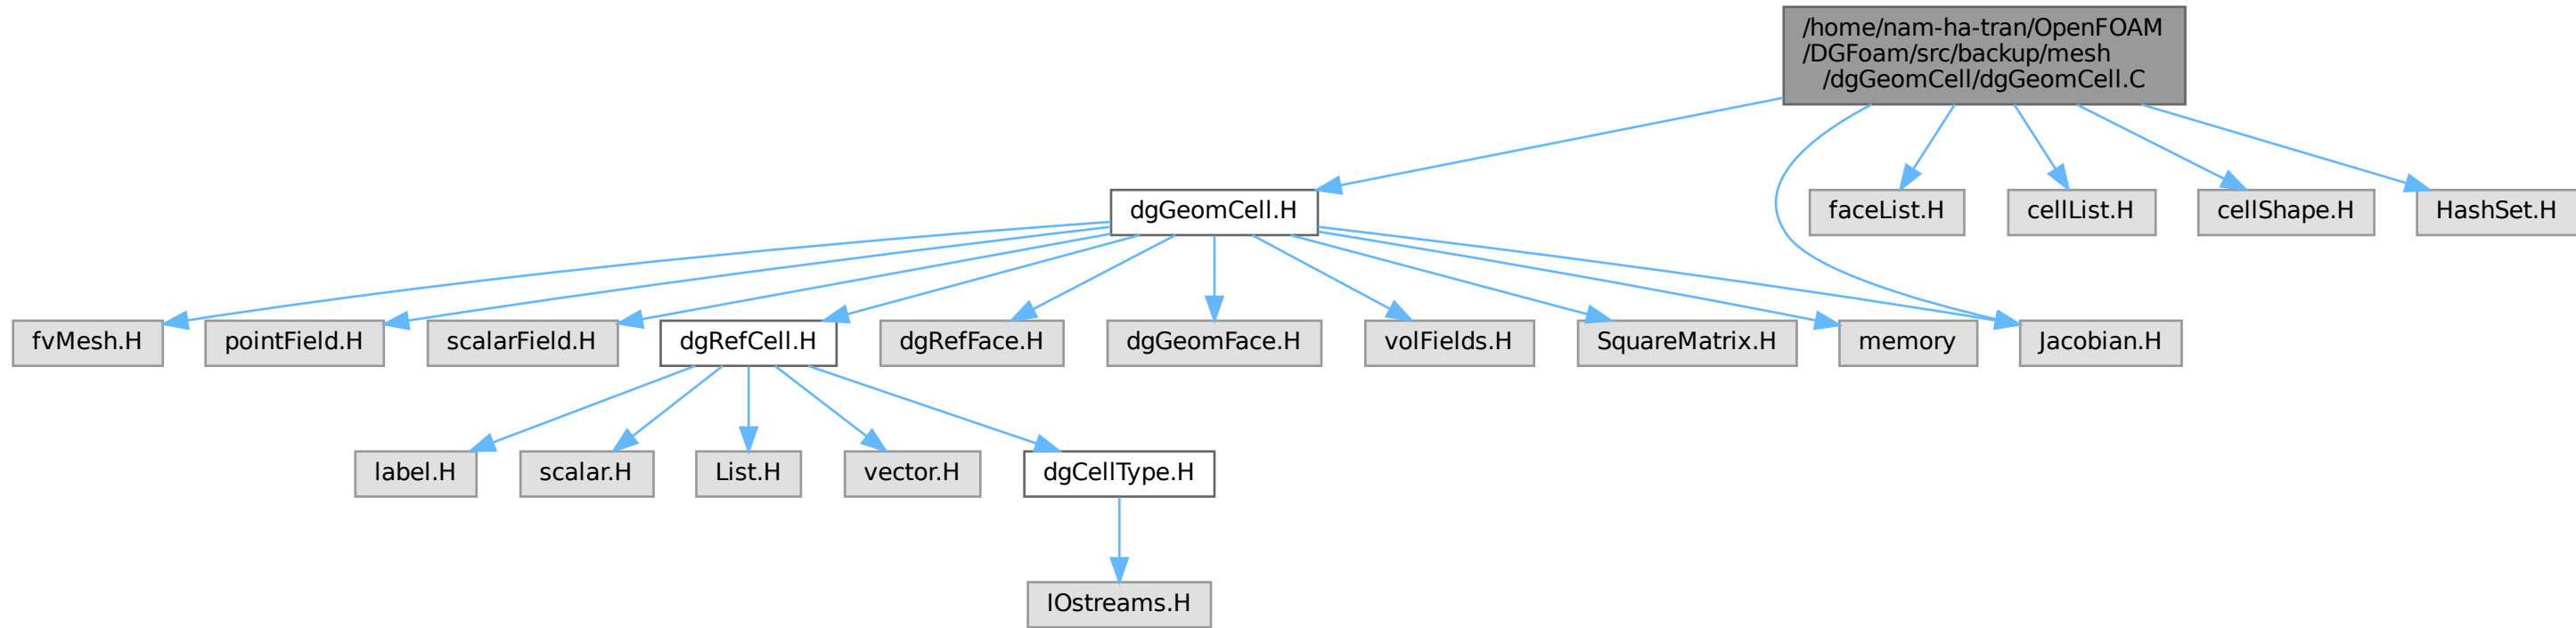 /home/nam-ha-tran/OpenFOAM
/DGFoam/src/backup/mesh
/dgGeomCell/dgGeomCell.C
dgGeomCell.H
faceList.H
cellList.H
cellShape.H
HashSet.H
fvMesh.H
pointField.H
scalarField.H
dgRefCell.H
dgRefFace.H
dgGeomFace.H
volFields.H
SquareMatrix.H
memory
Jacobian.H
label.H
scalar.H
List.H
vector.H
dgCellType.H
IOstreams.H